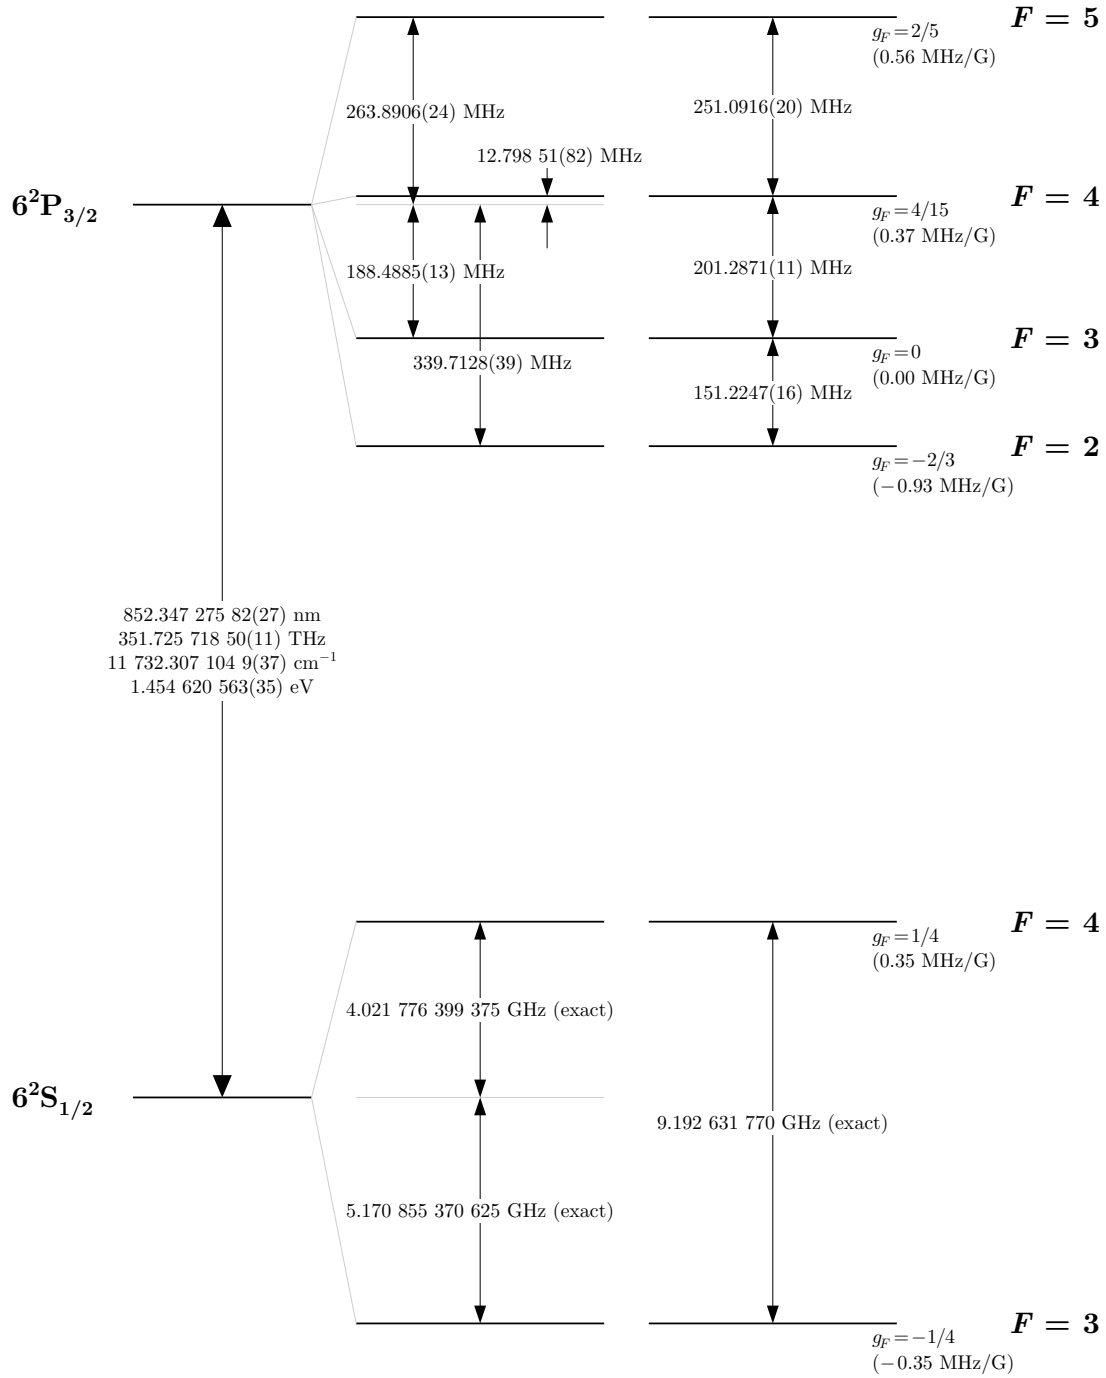 F = 5
g_F = 2/5
(0.56 MHz/G)
263.8906(24) MHz
251.0916(20) MHz
12.798 51(82) MHz
6²P₃/₂
F = 4
g_F = 4/15
(0.37 MHz/G)
188.4885(13) MHz
201.2871(11) MHz
F = 3
g_F = 0
(0.00 MHz/G)
339.7128(39) MHz
151.2247(16) MHz
F = 2
g_F = −2/3
(−0.93 MHz/G)
852.347 275 82(27) nm
351.725 718 50(11) THz
11 732.307 104 9(37) cm⁻¹
1.454 620 563(35) eV
F = 4
g_F = 1/4
(0.35 MHz/G)
4.021 776 399 375 GHz (exact)
6²S₁/₂
9.192 631 770 GHz (exact)
5.170 855 370 625 GHz (exact)
F = 3
g_F = −1/4
(−0.35 MHz/G)